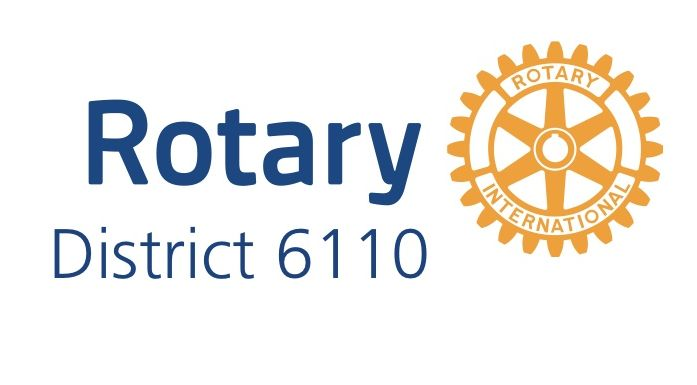 Rotary
District 6110
ROTARY
INTERNATIONAL